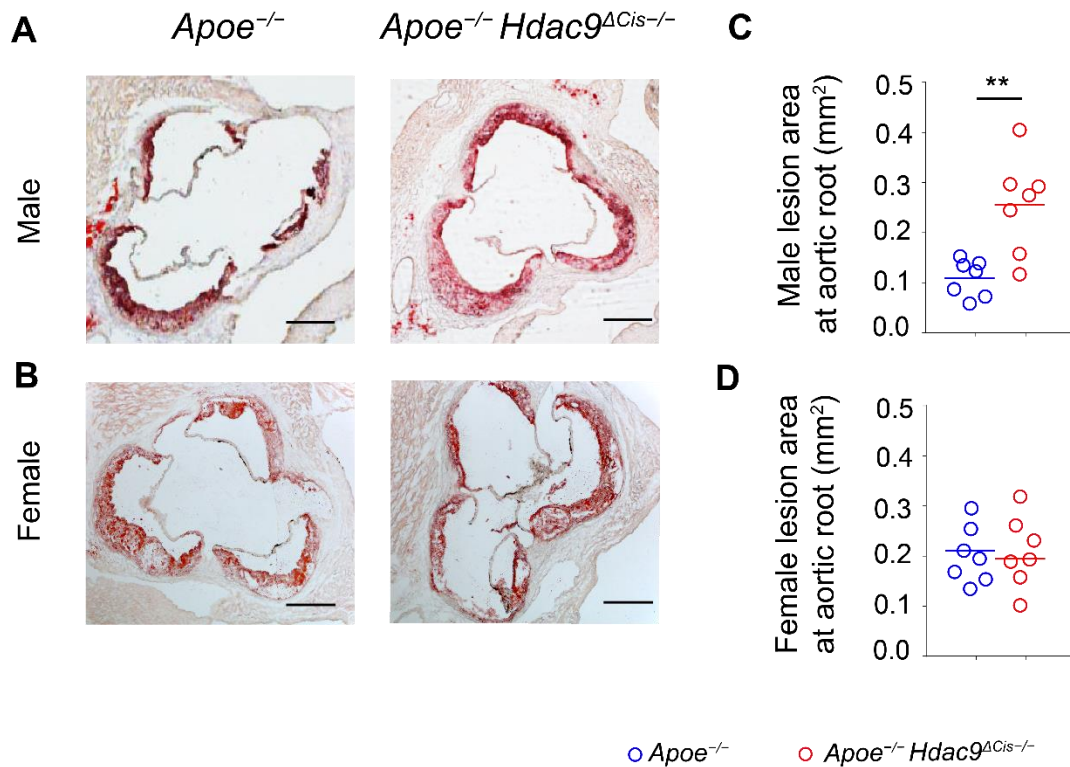 A
Apoe⁻/⁻
Apoe⁻/⁻ Hdac9ΔCis−/−
Male
B
Female
C
Male lesion area
at aortic root (mm²)
0.5
0.4
0.3
0.2
0.1
0.0
**
D
Female lesion area
at aortic root (mm²)
0.5
0.3
0.2
0.1
0.0
Apoe⁻/⁻
Apoe⁻/⁻ Hdac9ΔCis−/−